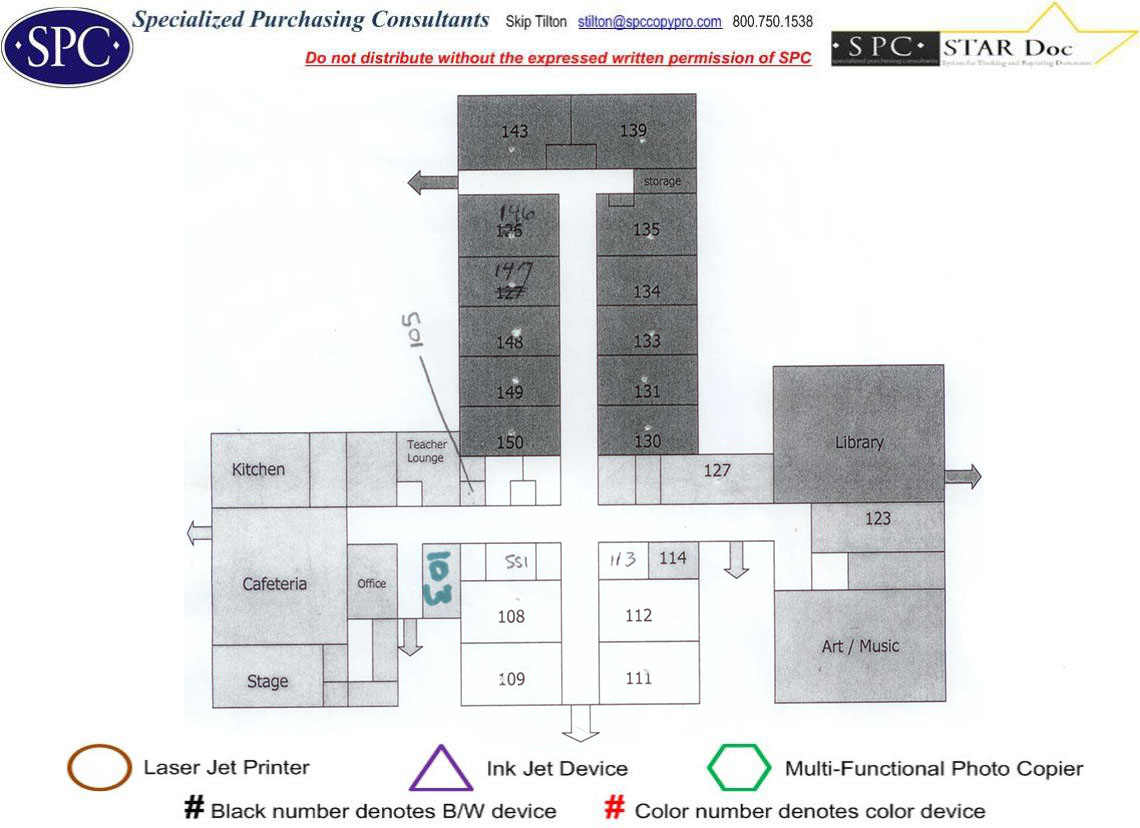 SPC
Specialized Purchasing Consultants Skip Tilton stilton@spccopypro.com 800.750.1538
Do not distribute without the expressed written permission of SPC
· SPC · STAR Doc
specialized purchasing consultants System for Tracking and Reporting Documents
143
139
storage
146
126
135
147
127
134
105
148
133
149
131
150
130
Teacher
Lounge
Kitchen
127
Library
123
Cafeteria
Office
103
551
113
114
108
112
Art / Music
Stage
109
111
Laser Jet Printer
Ink Jet Device
Multi-Functional Photo Copier
# Black number denotes B/W device
# Color number denotes color device